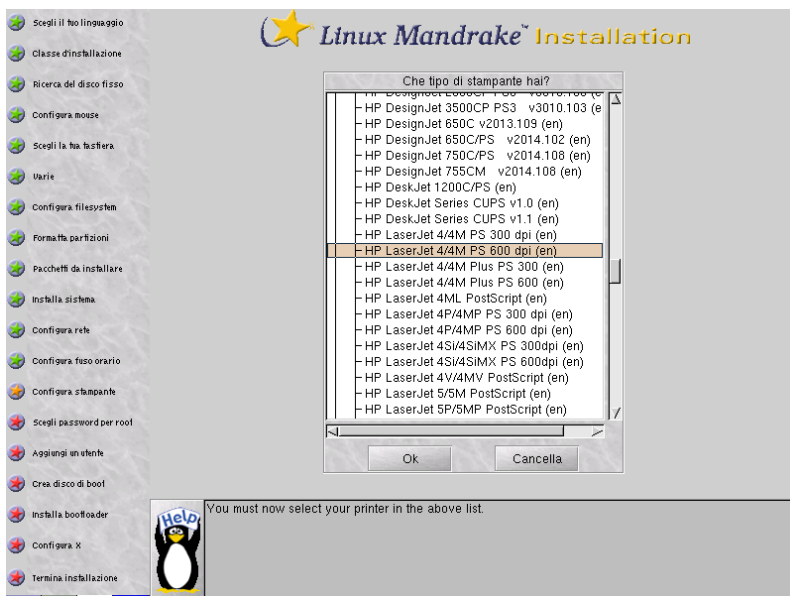 Linux Mandrake™ Installation
Scegli il tuo linguaggio
Classe d'installazione
Ricerca del disco fisso
Configura mouse
Scegli la tua tastiera
Varie
Configura filesystem
Formatta partizioni
Pacchetti da installare
Installa sistema
Configura rete
Configura fuso orario
Configura stampante
Scegli password per root
Aggiungi un utente
Crea disco di boot
Installa bootloader
Configura X
Termina installazione
Che tipo di stampante hai?
HP DesignJet 3500CP PS3 v3010.103 (e
HP DesignJet 650C v2013.109 (en)
HP DesignJet 650C/PS v2014.102 (en)
HP DesignJet 750C/PS v2014.108 (en)
HP DesignJet 755CM v2014.108 (en)
HP DeskJet 1200C/PS (en)
HP DeskJet Series CUPS v1.0 (en)
HP DeskJet Series CUPS v1.1 (en)
HP LaserJet 4/4M PS 300 dpi (en)
HP LaserJet 4/4M PS 600 dpi (en)
HP LaserJet 4/4M Plus PS 300 (en)
HP LaserJet 4/4M Plus PS 600 (en)
HP LaserJet 4ML PostScript (en)
HP LaserJet 4P/4MP PS 300 dpi (en)
HP LaserJet 4P/4MP PS 600 dpi (en)
HP LaserJet 4Si/4SiMX PS 300dpi (en)
HP LaserJet 4Si/4SiMX PS 600dpi (en)
HP LaserJet 4V/4MV PostScript (en)
HP LaserJet 5/5M PostScript (en)
HP LaserJet 5P/5MP PostScript (en)
Ok Cancella
Help
You must now select your printer in the above list.